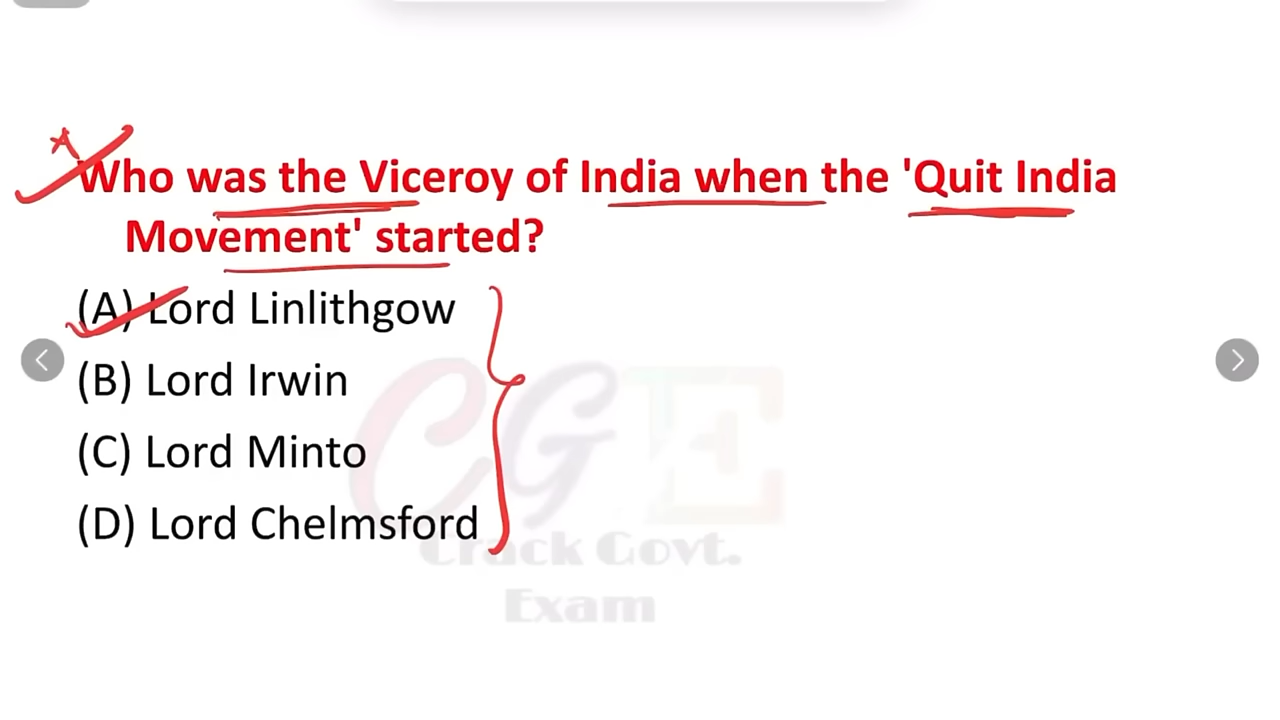 A
Who was the Viceroy of India when the 'Quit India
Movement' started?
(A) Lord Linlithgow
(B) Lord Irwin
(C) Lord Minto
(D) Lord Chelmsford
CGE
Crack Govt.
Exam